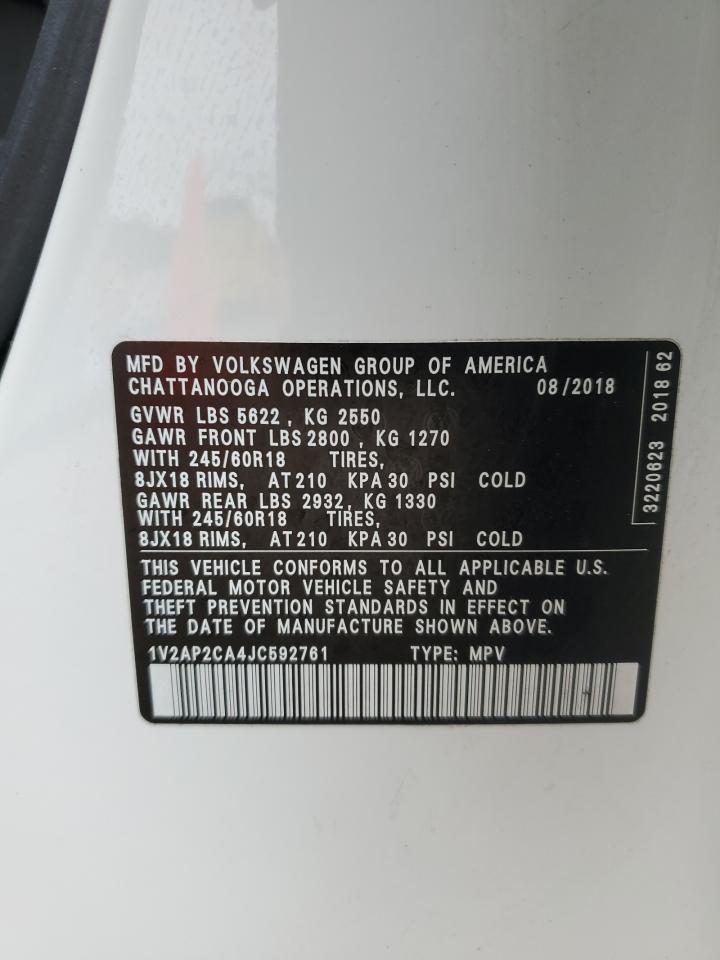 MFD BY VOLKSWAGEN GROUP OF AMERICA
CHATTANOOGA OPERATIONS, LLC. 08/2018
GVWR LBS 5622, KG 2550
GAWR FRONT LBS 2800, KG 1270
WITH 245/60R18 TIRES,
8JX18 RIMS, AT 210 KPA 30 PSI COLD
GAWR REAR LBS 2932, KG 1330
WITH 245/60R18 TIRES,
8JX18 RIMS, AT 210 KPA 30 PSI COLD
THIS VEHICLE CONFORMS TO ALL APPLICABLE U.S.
FEDERAL MOTOR VEHICLE SAFETY AND
THEFT PREVENTION STANDARDS IN EFFECT ON
THE DATE OF MANUFACTURE SHOWN ABOVE.
1V2AP2CA4JC592761 TYPE: MPV
3220623 2018 62